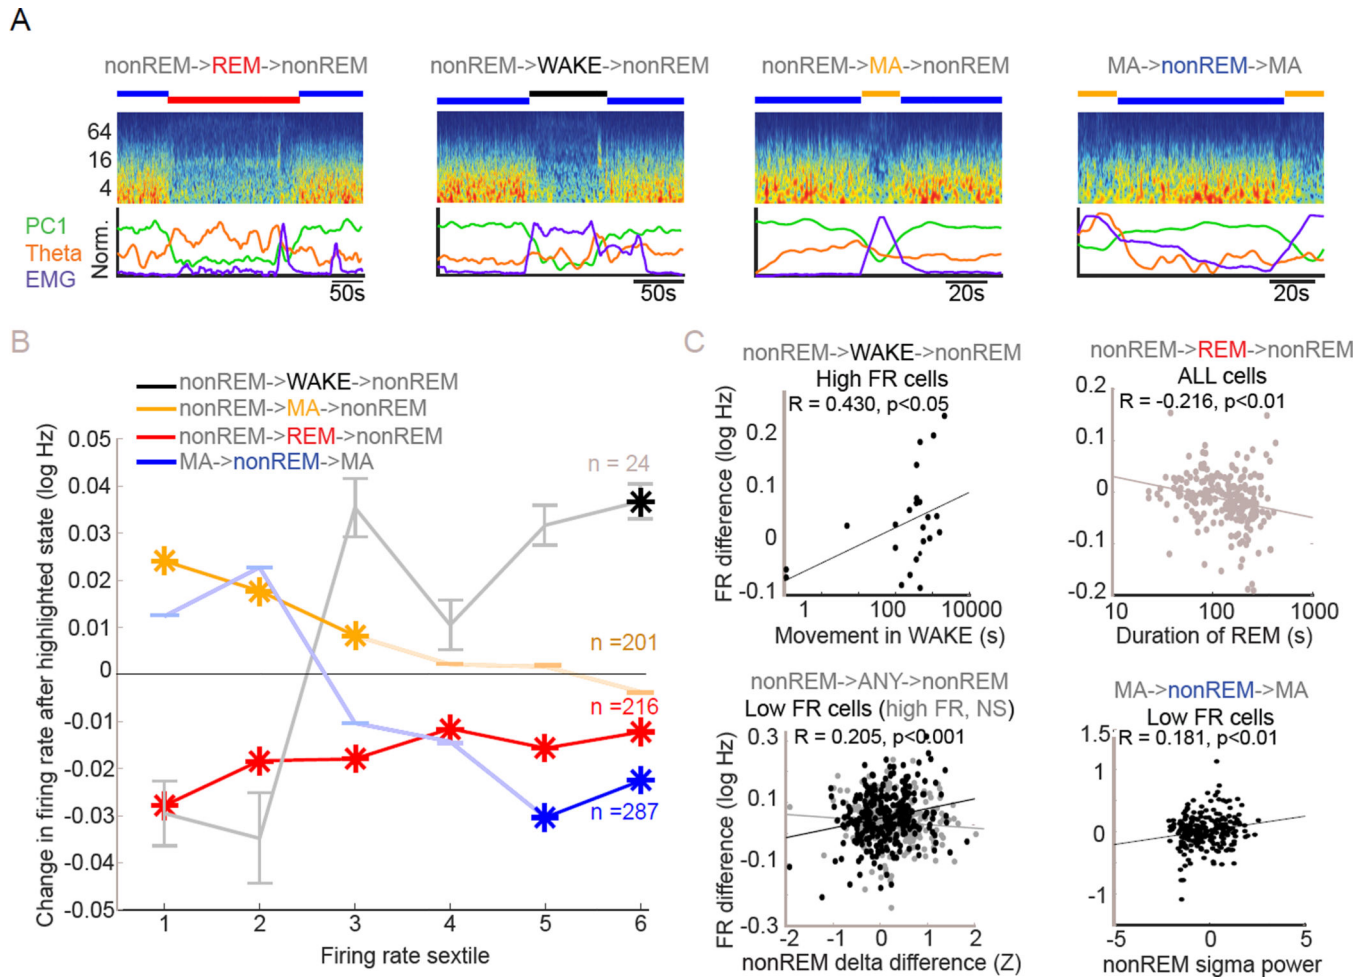 A
nonREM->REM->nonREM
nonREM->WAKE->nonREM
nonREM->MA->nonREM
MA->nonREM->MA
64
16
4
PC1
Theta
EMG
Norm.
50s
50s
20s
20s
B
nonREM->WAKE->nonREM
nonREM->MA->nonREM
nonREM->REM->nonREM
MA->nonREM->MA
Change in firing rate after highlighted state (log Hz)
0.05
0.04
0.03
0.02
0.01
0
-0.01
-0.02
-0.03
-0.04
-0.05
n = 24
n =201
n =216
n =287
1 2 3 4 5 6
Firing rate sextile
C
nonREM->WAKE->nonREM
High FR cells
R = 0.430, p<0.05
FR difference (log Hz)
0.2
0.1
0
-0.1
1 100 10000
Movement in WAKE (s)
nonREM->REM->nonREM
ALL cells
R = -0.216, p<0.01
0.2
0.1
0
-0.1
-0.2
10 100 1000
Duration of REM (s)
nonREM->ANY->nonREM
Low FR cells (high FR, NS)
R = 0.205, p<0.001
FR difference (log Hz)
0.3
0.1
-0.1
-0.3
-2 -1 0 1 2
nonREM delta difference (Z)
MA->nonREM->MA
Low FR cells
R = 0.181, p<0.01
1.5
1
0
-1
-5 0 5
nonREM sigma power